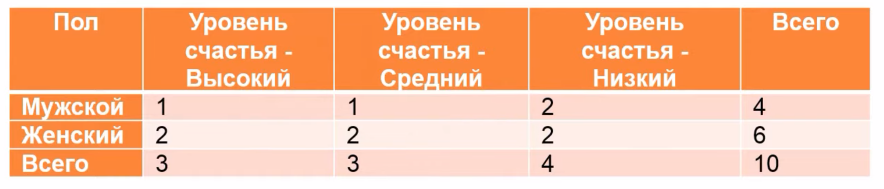 Пол Уровень счастья - Высокий Уровень счастья - Средний Уровень счастья - Низкий Всего
Мужской 1 1 2 4
Женский 2 2 2 6
Всего 3 3 4 10